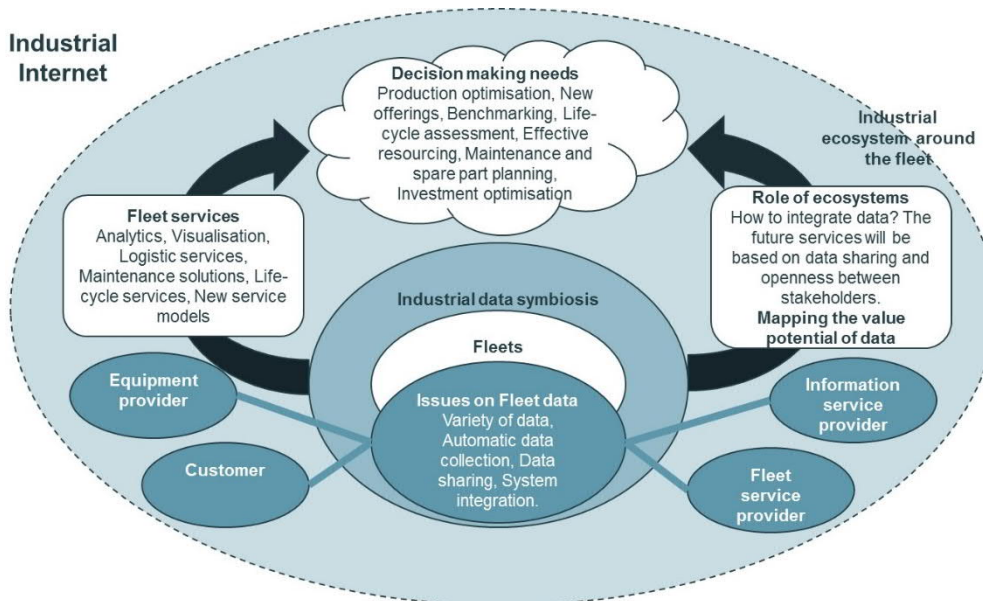 Industrial
Internet
Decision making needs
Production optimisation, New
offerings, Benchmarking, Life-
cycle assessment, Effective
resourcing, Maintenance and
spare part planning,
Investment optimisation
Industrial
ecosystem around
the fleet
Fleet services
Analytics, Visualisation,
Logistic services,
Maintenance solutions, Life-
cycle services, New service
models
Role of ecosystems
How to integrate data? The
future services will be
based on data sharing and
openness between
stakeholders.
Mapping the value
potential of data
Industrial data symbiosis
Fleets
Issues on Fleet data
Variety of data,
Automatic data
collection, Data
sharing, System
integration.
Equipment
provider
Customer
Information
service
provider
Fleet
service
provider